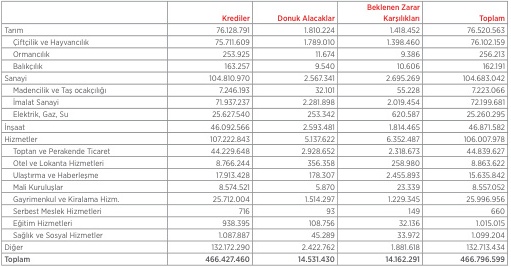 Beklenen Zarar
Krediler Donuk Alacaklar Karşılıkları Toplam
Tarım 76.128.791 1.810.224 1.418.452 76.520.563
Çiftçilik ve Hayvancılık 75.711.609 1.789.010 1.398.460 76.102.159
Ormancılık 253.925 11.674 9.386 256.213
Balıkçılık 163.257 9.540 10.606 162.191
Sanayi 104.810.970 2.567.341 2.695.269 104.683.042
Madencilik ve Taş ocakçılığı 7.246.193 32.101 55.228 7.223.066
İmalat Sanayi 71.937.237 2.281.898 2.019.454 72.199.681
Elektrik, Gaz, Su 25.627.540 253.342 620.587 25.260.295
İnşaat 46.092.566 2.593.481 1.814.465 46.871.582
Hizmetler 107.222.843 5.137.622 6.352.487 106.007.978
Toptan ve Perakende Ticaret 44.229.648 2.928.652 2.318.673 44.839.627
Otel ve Lokanta Hizmetleri 8.766.244 356.358 258.980 8.863.622
Ulaştırma ve Haberleşme 17.913.428 178.307 2.455.893 15.635.842
Mali Kuruluşlar 8.574.521 5.870 23.339 8.557.052
Gayrimenkul ve Kiralama Hizm. 25.712.004 1.514.297 1.229.345 25.996.956
Serbest Meslek Hizmetleri 716 93 149 660
Eğitim Hizmetleri 938.395 108.756 32.136 1.015.015
Sağlık ve Sosyal Hizmetler 1.087.887 45.289 33.972 1.099.204
Diğer 132.172.290 2.422.762 1.881.618 132.713.434
Toplam 466.427.460 14.531.430 14.162.291 466.796.599